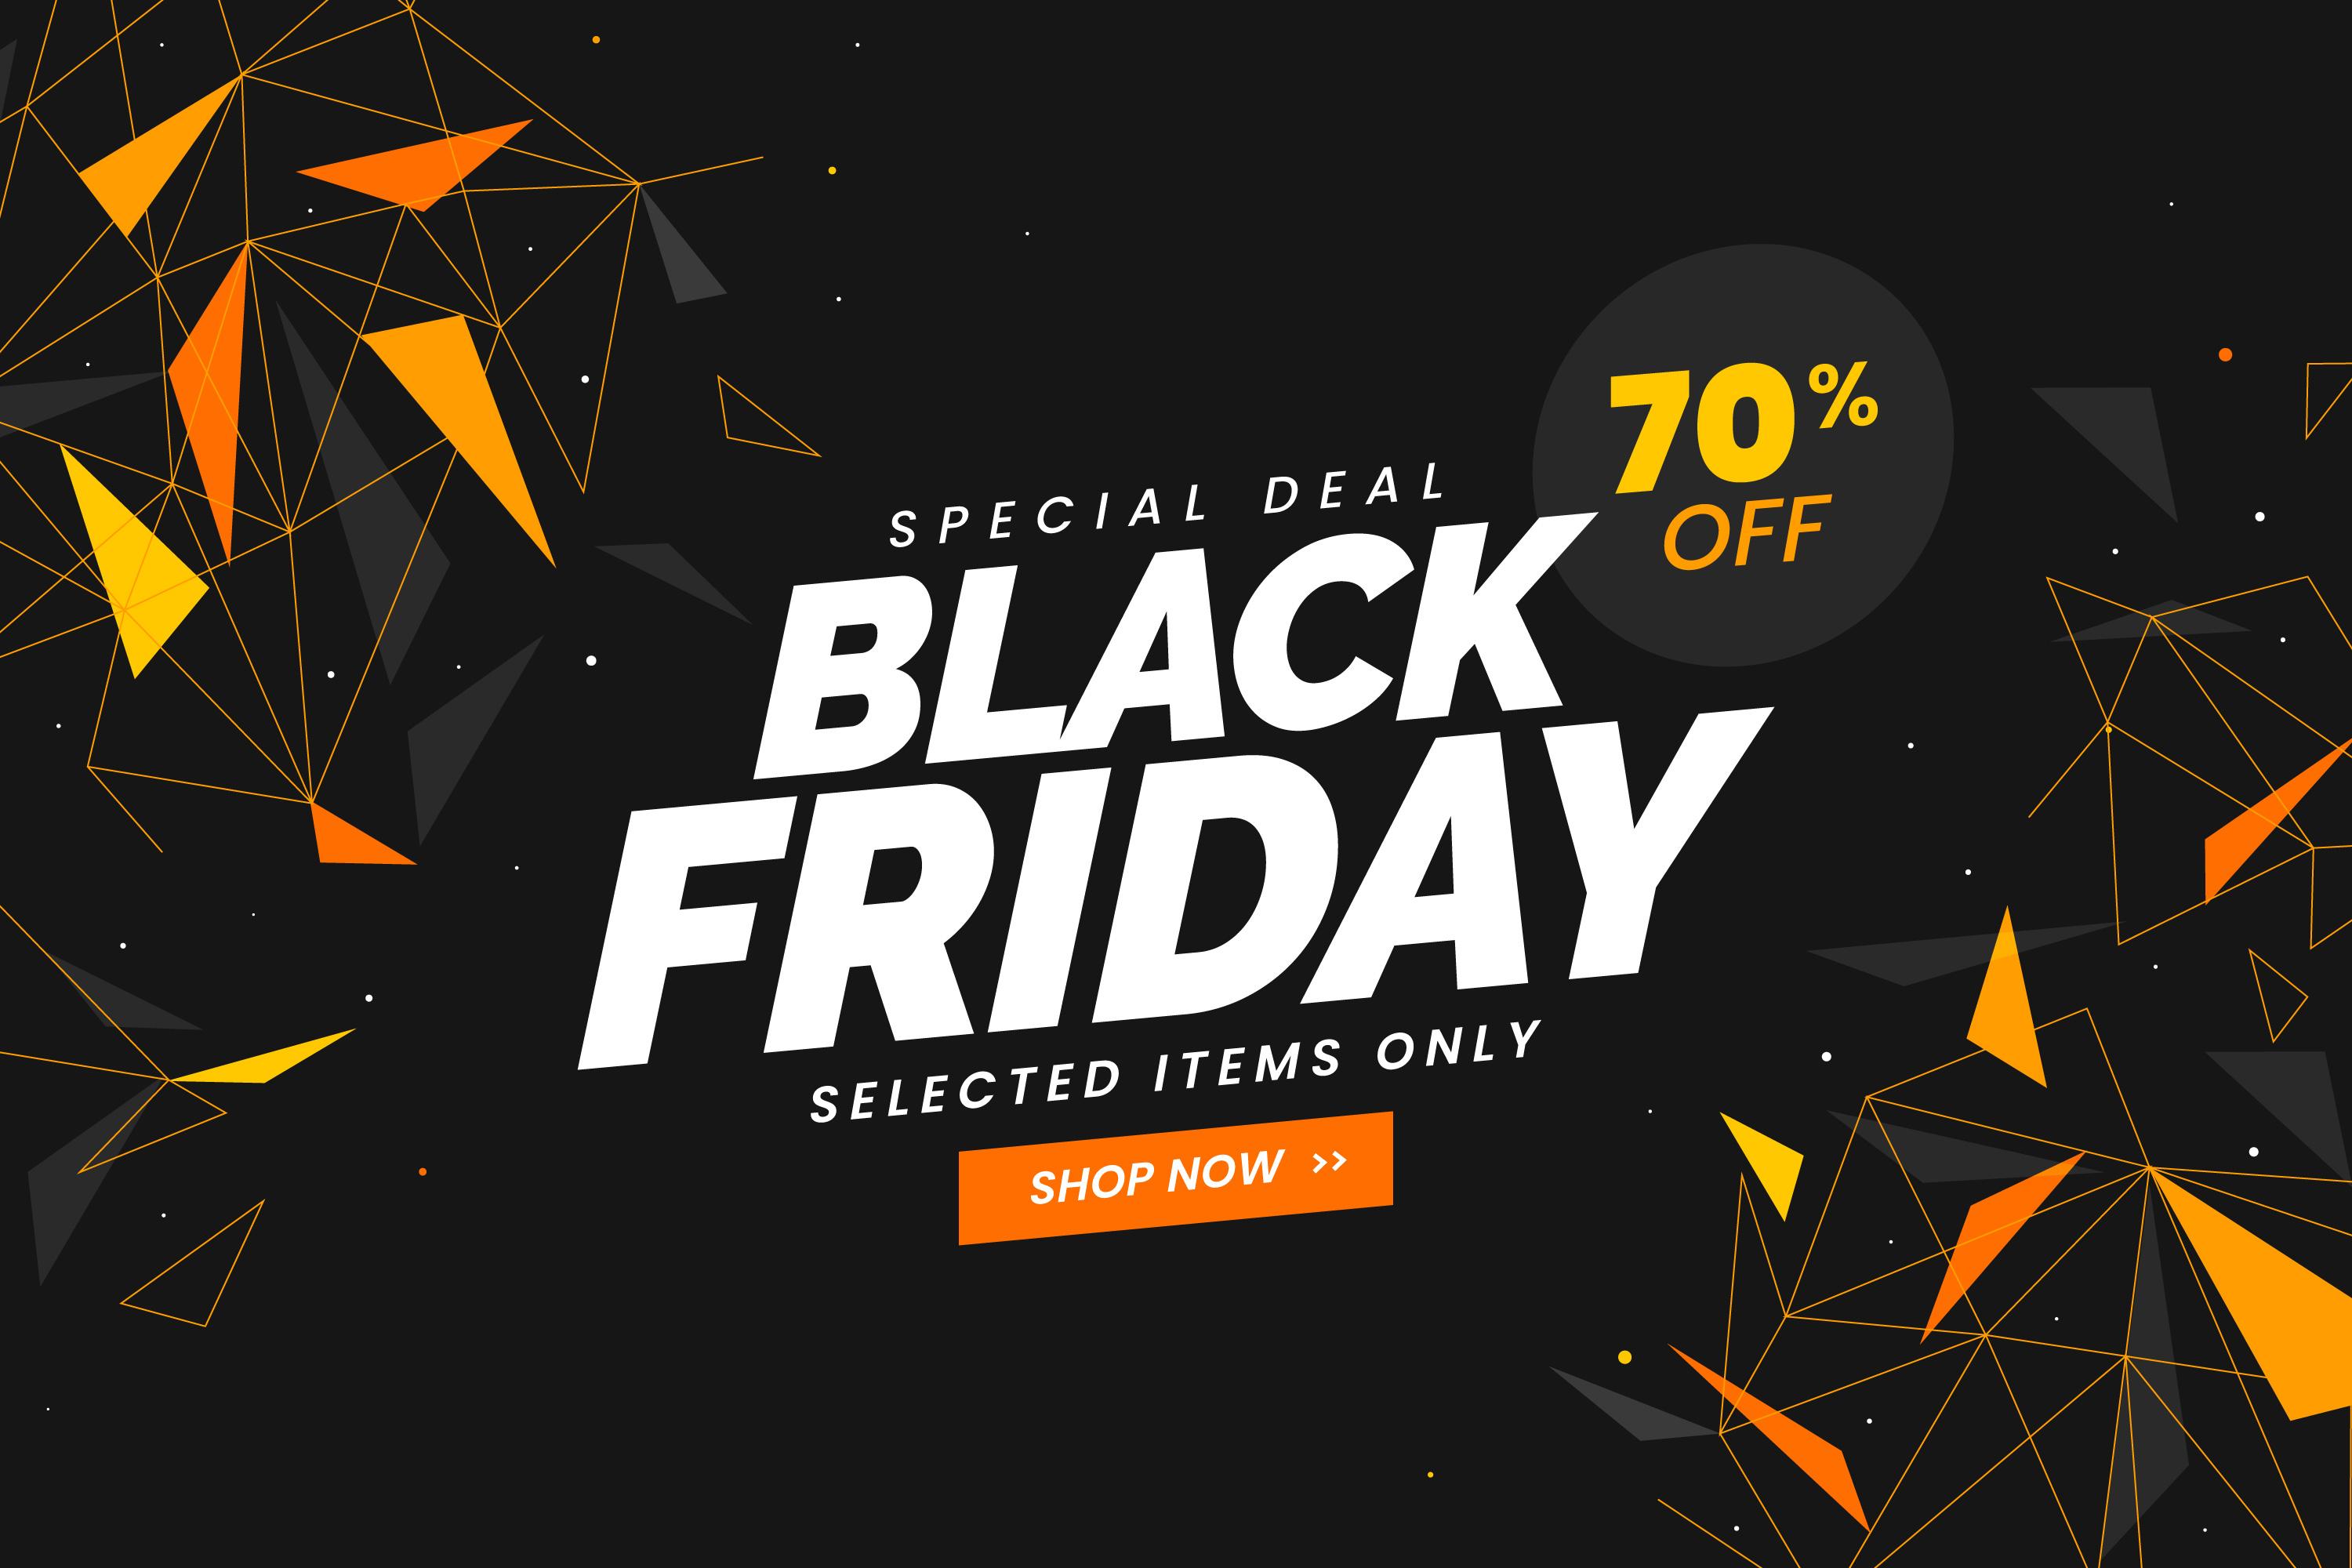 70%
OFF
SPECIAL DEAL
BLACK
FRIDAY
SELECTED ITEMS ONLY
SHOP NOW >>